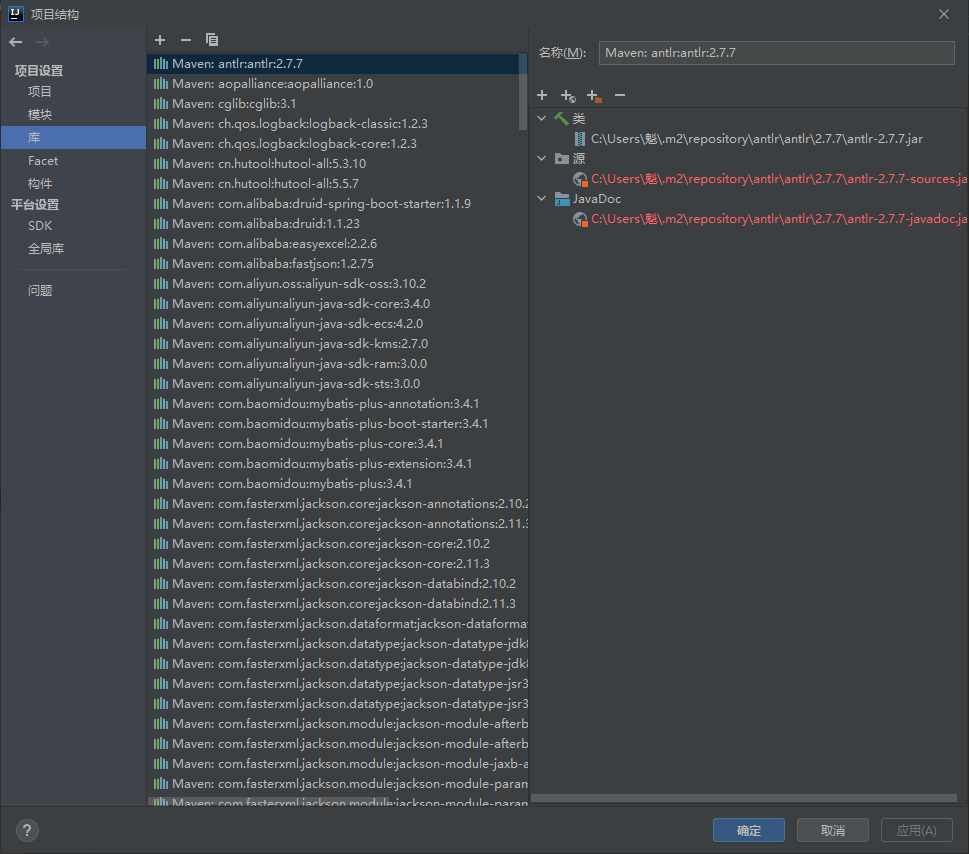 项目结构
项目设置
项目
模块
库
Facet
构件
平台设置
SDK
全局库
问题
Maven: antlr:antlr:2.7.7
Maven: aopalliance:aopalliance:1.0
Maven: cglib:cglib:3.1
Maven: ch.qos.logback:logback-classic:1.2.3
Maven: ch.qos.logback:logback-core:1.2.3
Maven: cn.hutool:hutool-all:5.3.10
Maven: cn.hutool:hutool-all:5.5.7
Maven: com.alibaba:druid-spring-boot-starter:1.1.9
Maven: com.alibaba:druid:1.1.23
Maven: com.alibaba:easyexcel:2.2.6
Maven: com.alibaba:fastjson:1.2.75
Maven: com.aliyun.oss:aliyun-sdk-oss:3.10.2
Maven: com.aliyun:aliyun-java-sdk-core:3.4.0
Maven: com.aliyun:aliyun-java-sdk-ecs:4.2.0
Maven: com.aliyun:aliyun-java-sdk-kms:2.7.0
Maven: com.aliyun:aliyun-java-sdk-ram:3.0.0
Maven: com.aliyun:aliyun-java-sdk-sts:3.0.0
Maven: com.baomidou:mybatis-plus-annotation:3.4.1
Maven: com.baomidou:mybatis-plus-boot-starter:3.4.1
Maven: com.baomidou:mybatis-plus-core:3.4.1
Maven: com.baomidou:mybatis-plus-extension:3.4.1
Maven: com.baomidou:mybatis-plus:3.4.1
Maven: com.fasterxml.jackson.core:jackson-annotations:2.10.2
Maven: com.fasterxml.jackson.core:jackson-annotations:2.11.3
Maven: com.fasterxml.jackson.core:jackson-core:2.10.2
Maven: com.fasterxml.jackson.core:jackson-core:2.11.3
Maven: com.fasterxml.jackson.core:jackson-databind:2.10.2
Maven: com.fasterxml.jackson.core:jackson-databind:2.11.3
Maven: com.fasterxml.jackson.dataformat:jackson-dataformat
Maven: com.fasterxml.jackson.datatype:jackson-datatype-jdk8
Maven: com.fasterxml.jackson.datatype:jackson-datatype-jdk8
Maven: com.fasterxml.jackson.datatype:jackson-datatype-jsr3
Maven: com.fasterxml.jackson.datatype:jackson-datatype-jsr3
Maven: com.fasterxml.jackson.module:jackson-module-afterb
Maven: com.fasterxml.jackson.module:jackson-module-afterb
Maven: com.fasterxml.jackson.module:jackson-module-jaxb-a
Maven: com.fasterxml.jackson.module:jackson-module-param
Maven: com.fasterxml.jackson.module:jackson-module-param
名称(M): Maven: antlr:antlr:2.7.7
类
C:\Users\魁\.m2\repository\antlr\antlr\2.7.7\antlr-2.7.7.jar
源
C:\Users\魁\.m2\repository\antlr\antlr\2.7.7\antlr-2.7.7-sources.ja
JavaDoc
C:\Users\魁\.m2\repository\antlr\antlr\2.7.7\antlr-2.7.7-javadoc.ja
?
确定
取消
应用(A)